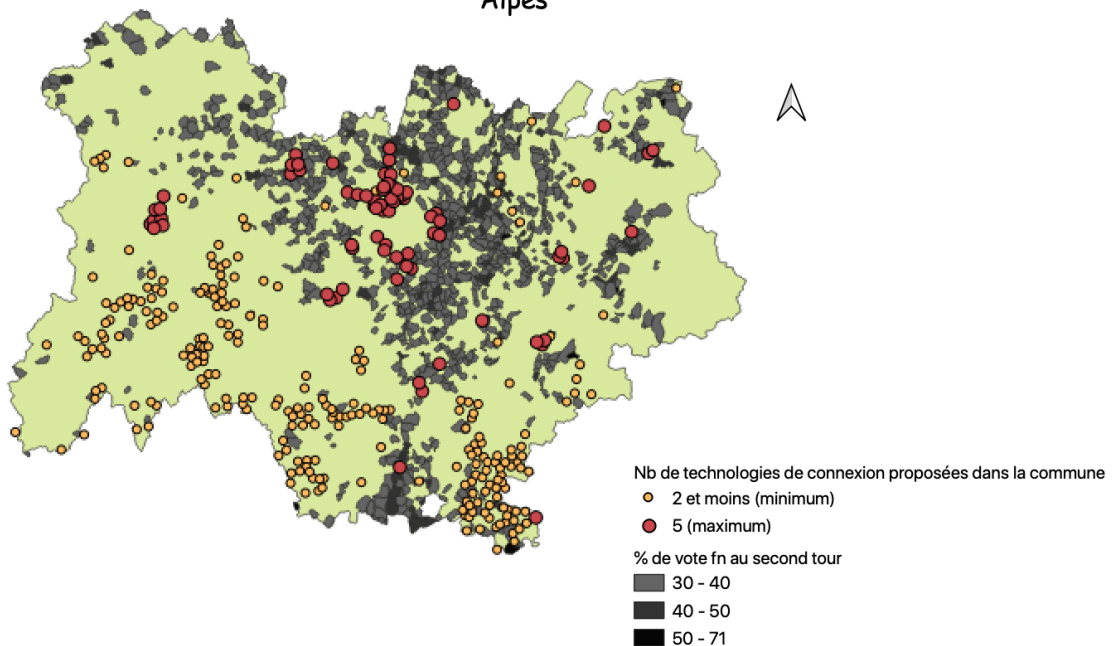 Alpes
Nb de technologies de connexion proposées dans la commune
2 et moins (minimum)
5 (maximum)
% de vote fn au second tour
30 - 40
40 - 50
50 - 71